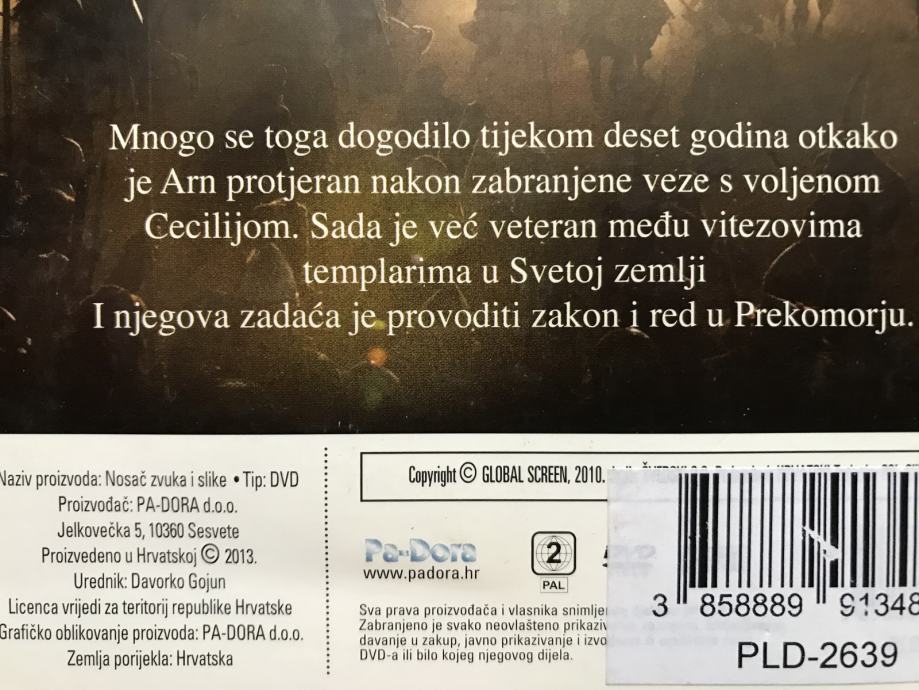 Mnogo se toga dogodilo tijekom deset godina otkako
je Arn protjeran nakon zabranjene veze s voljenom
Cecilijom. Sada je već veteran među vitezovima
templarima u Svetoj zemlji
I njegova zadaća je provoditi zakon i red u Prekomorju.
Naziv proizvoda: Nosač zvuka i slike • Tip: DVD
Proizvođač: PA-DORA d.o.o.
Jelkovečka 5, 10360 Sesvete
Proizvedeno u Hrvatskoj © 2013.
Urednik: Davorko Gojun
Licenca vrijedi za teritorij republike Hrvatske
Grafičko oblikovanje proizvoda: PA-DORA d.o.o.
Zemlja porijekla: Hrvatska
Copyright © GLOBAL SCREEN, 2010.
Pa-Dora
www.padora.hr
2
PAL
Sva prava proizvođača i vlasnika
Zabranjeno je svako neovlašteno
davanje u zakup, javno prikazivanje i
DVD-a ili bilo kojeg njegovog dijela.
3 858889 91348
PLD-2639